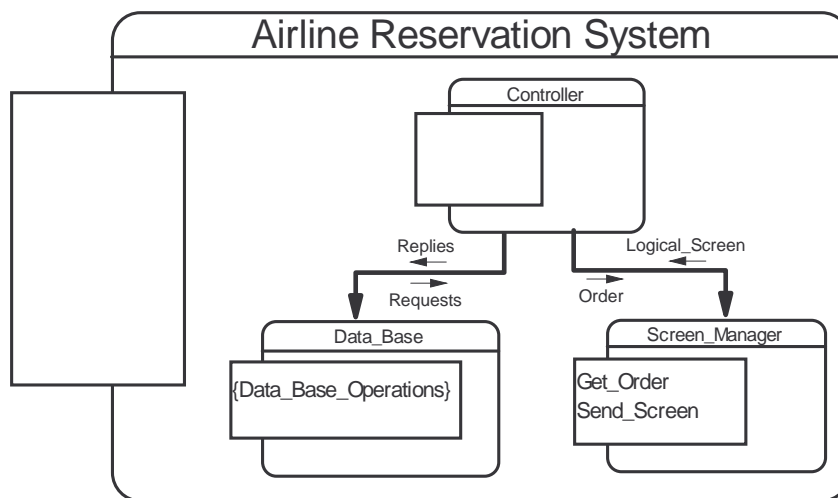 Airline Reservation System
Controller
Replies
Requests
Logical_Screen
Order
Data_Base
{Data_Base_Operations}
Screen_Manager
Get_Order
Send_Screen